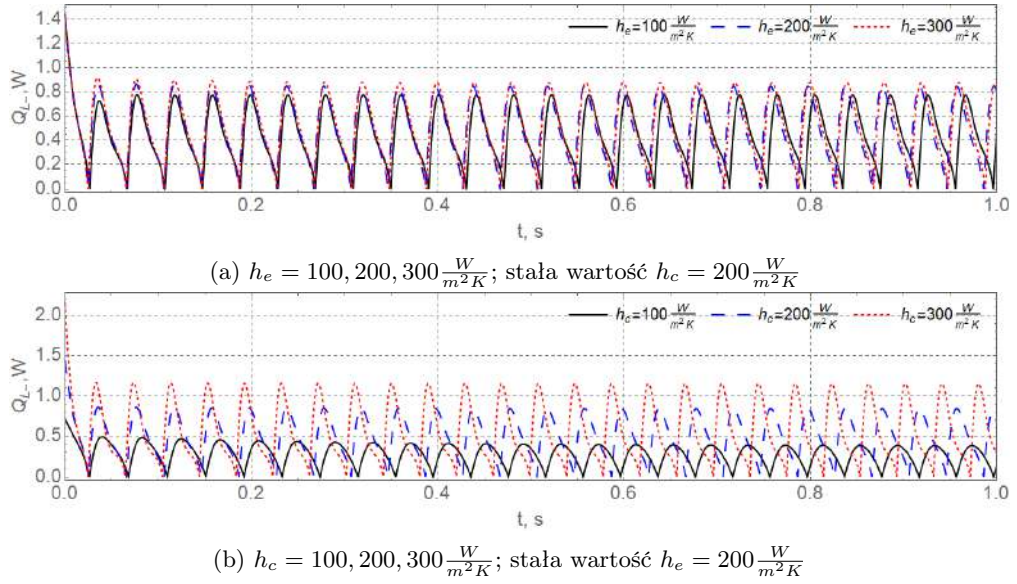 h_e=100 W/m²K h_e=200 W/m²K h_e=300 W/m²K
Q_L-, W
1.4
1.2
1.0
0.8
0.6
0.4
0.2
0.0
0.0 0.2 0.4 0.6 0.8 1.0
t, s
(a) h_e = 100, 200, 300 W/m²K; stała wartość h_c = 200 W/m²K
h_c=100 W/m²K h_c=200 W/m²K h_c=300 W/m²K
Q_L-, W
2.0
1.5
1.0
0.5
0.0
0.0 0.2 0.4 0.6 0.8 1.0
t, s
(b) h_c = 100, 200, 300 W/m²K; stała wartość h_e = 200 W/m²K